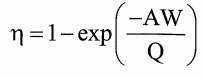 η = 1 − exp(−AW/Q)